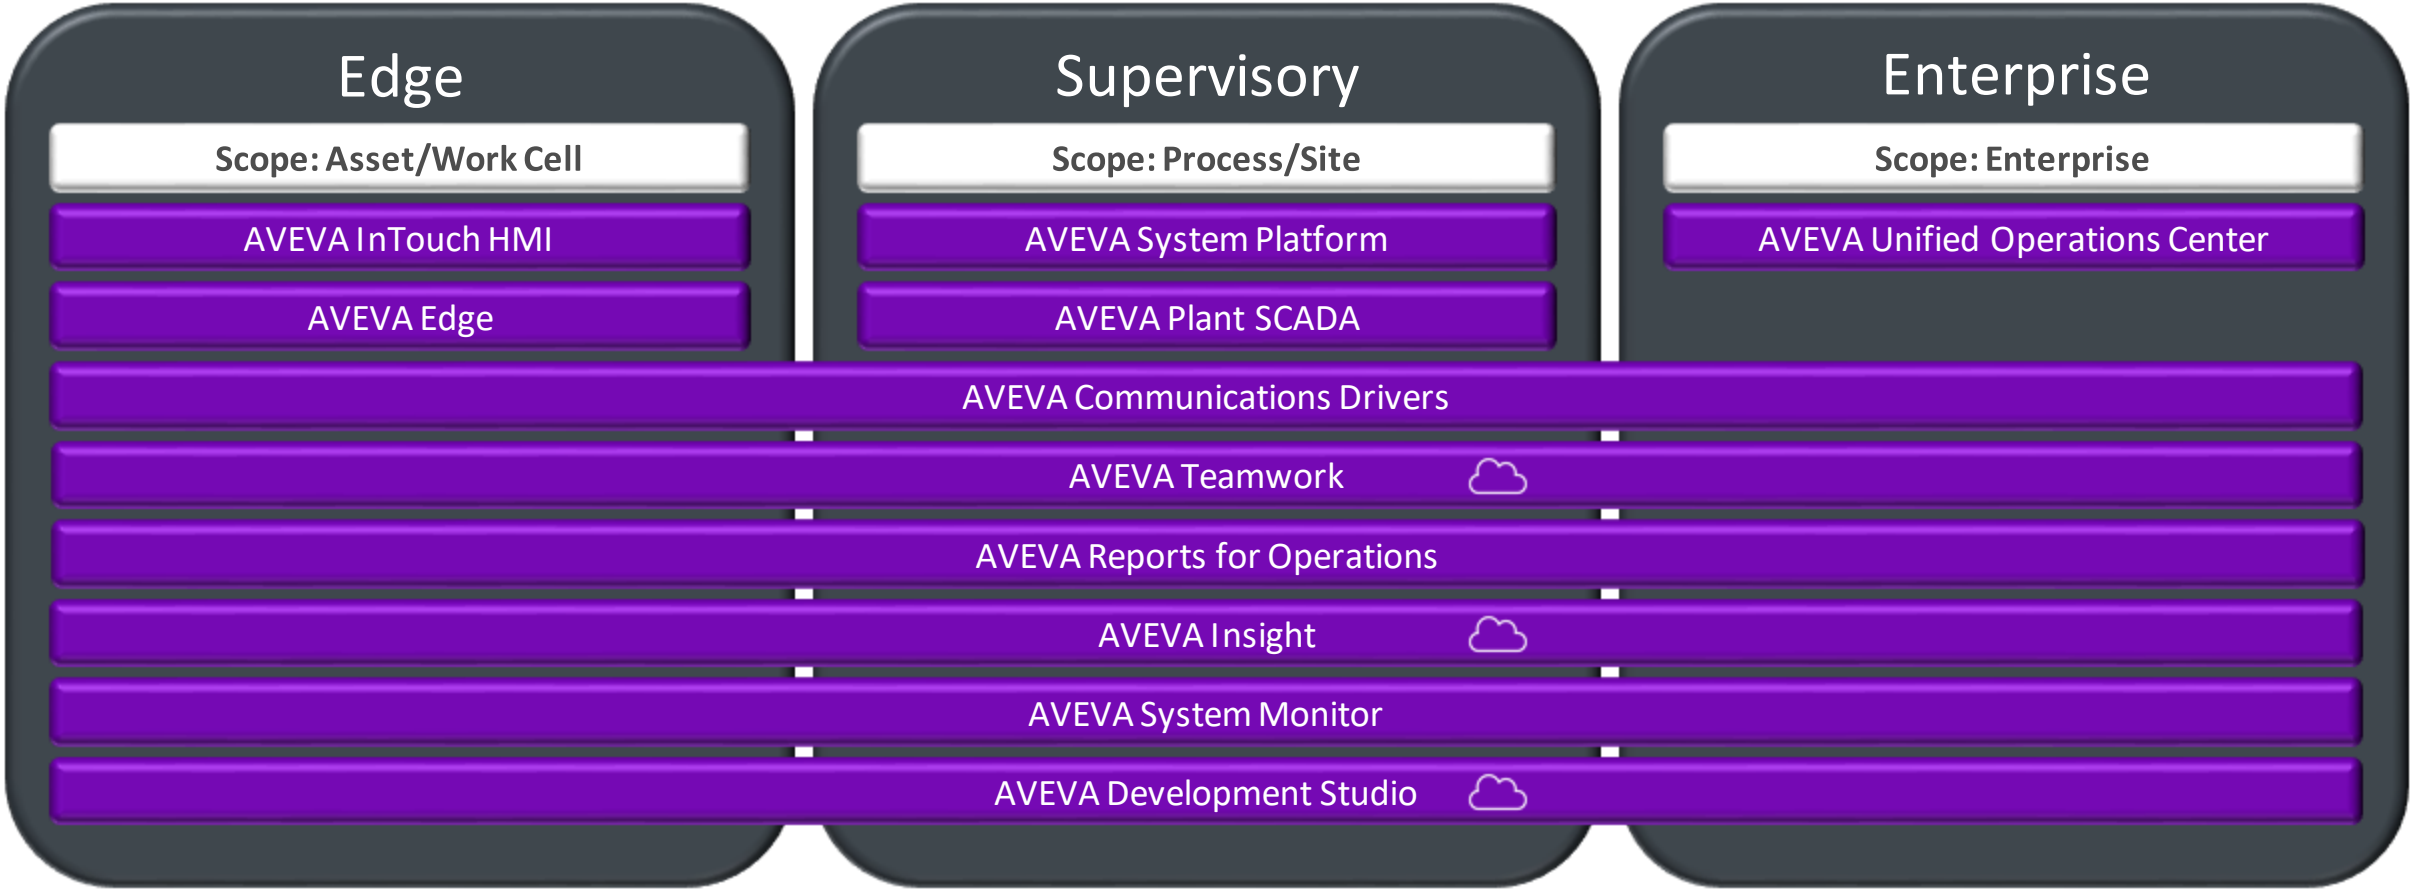 Edge
Scope: Asset/Work Cell
AVEVA InTouch HMI
AVEVA Edge
Supervisory
Scope: Process/Site
AVEVA System Platform
AVEVA Plant SCADA
Enterprise
Scope: Enterprise
AVEVA Unified Operations Center
AVEVA Communications Drivers
AVEVA Teamwork
AVEVA Reports for Operations
AVEVA Insight
AVEVA System Monitor
AVEVA Development Studio